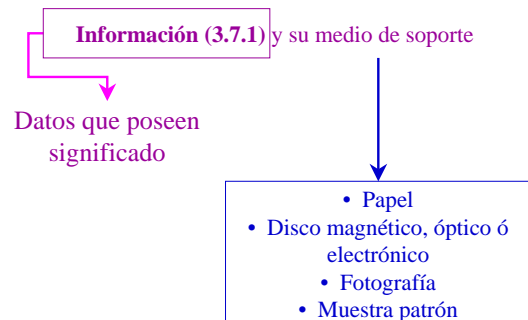 Información (3.7.1) y su medio de soporte
Datos que poseen
significado
• Papel
• Disco magnético, óptico ó
electrónico
• Fotografía
• Muestra patrón